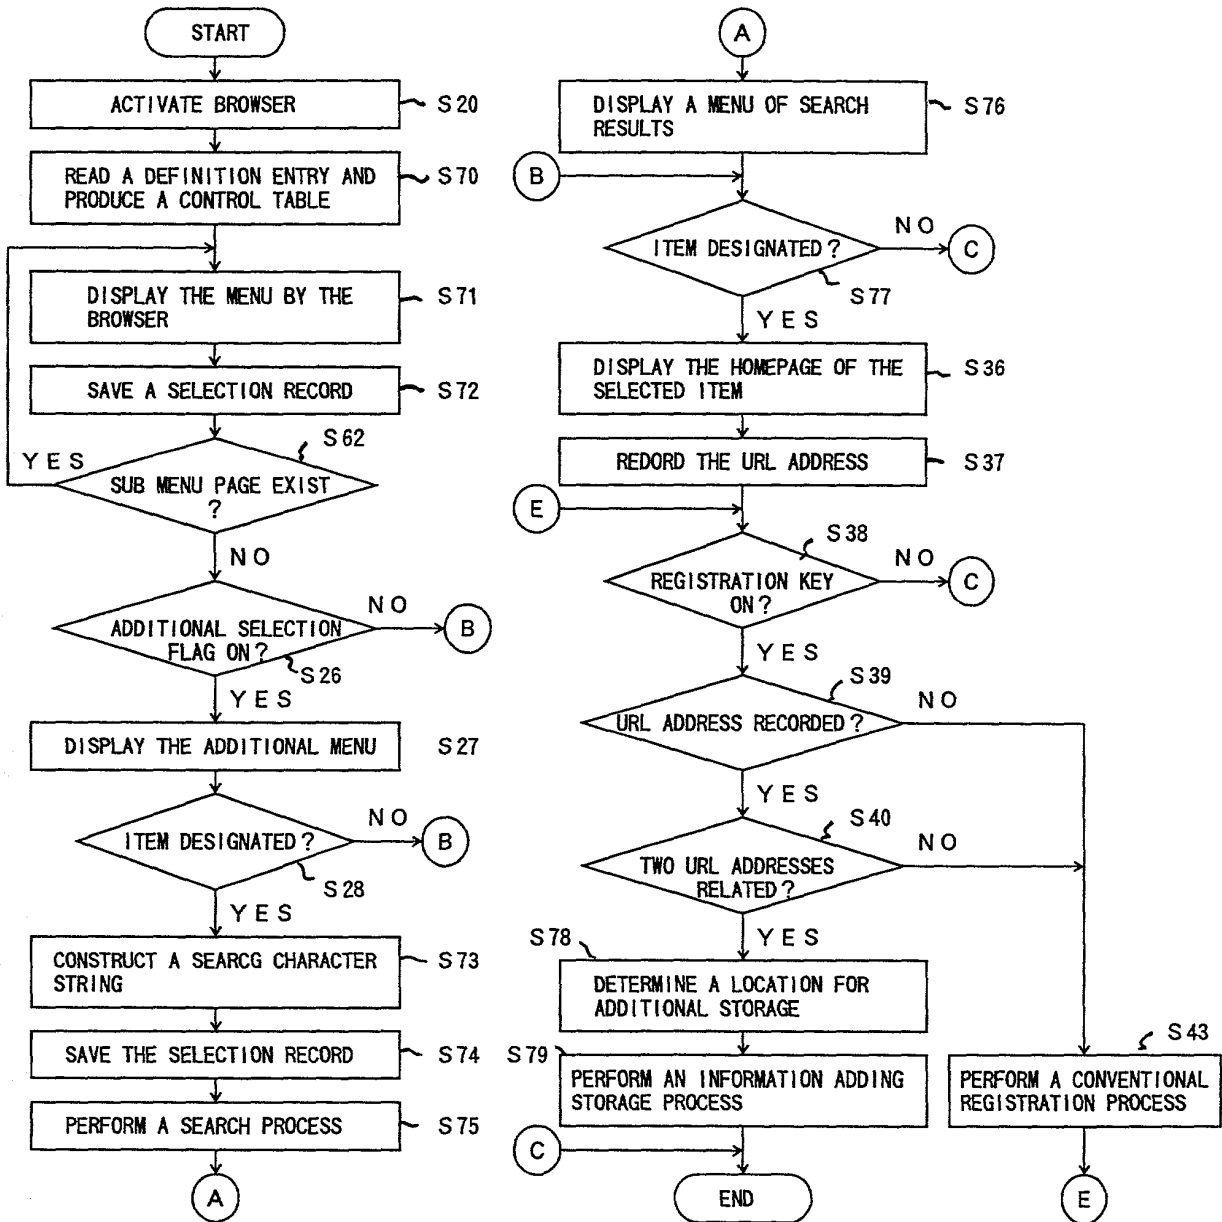 START
ACTIVATE BROWSER
S20
READ A DEFINITION ENTRY AND
PRODUCE A CONTROL TABLE
S70
DISPLAY THE MENU BY THE
BROWSER
S71
SAVE A SELECTION RECORD
S72
S62
YES
SUB MENU PAGE EXIST
?
NO
ADDITIONAL SELECTION
FLAG ON?
NO
B
S26
YES
DISPLAY THE ADDITIONAL MENU
S27
ITEM DESIGNATED?
NO
B
S28
YES
CONSTRUCT A SEARCG CHARACTER
STRING
S73
SAVE THE SELECTION RECORD
S74
PERFORM A SEARCH PROCESS
S75
A
A
DISPLAY A MENU OF SEARCH
RESULTS
S76
B
ITEM DESIGNATED?
NO
C
S77
YES
DISPLAY THE HOMEPAGE OF THE
SELECTED ITEM
S36
REDORD THE URL ADDRESS
S37
E
S38
REGISTRATION KEY
ON?
NO
C
YES
S39
URL ADDRESS RECORDED?
NO
YES
S40
TWO URL ADDRESSES
RELATED?
NO
YES
S78
DETERMINE A LOCATION FOR
ADDITIONAL STORAGE
S79
PERFORM AN INFORMATION ADDING
STORAGE PROCESS
C
END
S43
PERFORM A CONVENTIONAL
REGISTRATION PROCESS
E